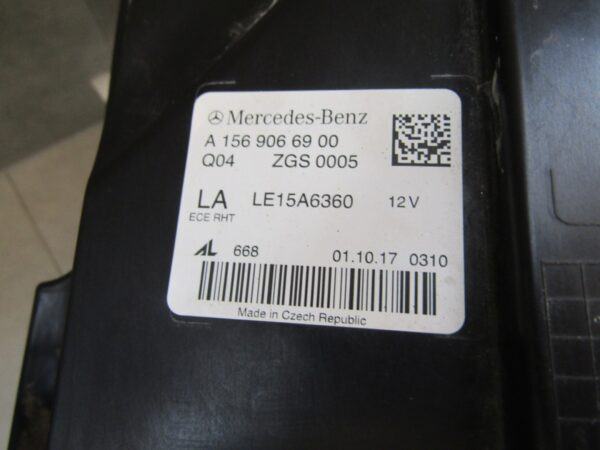 Mercedes-Benz
A 156 906 69 00
Q04 ZGS 0005
LA LE15A6360 12V
ECE RHT
AL 668 01.10.17 0310
Made in Czech Republic